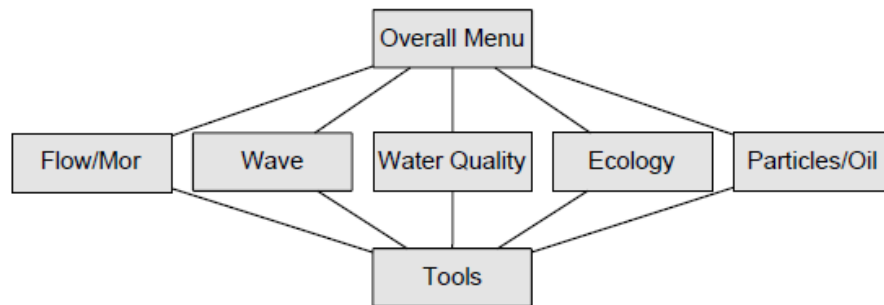 Overall Menu
Flow/Mor
Wave
Water Quality
Ecology
Particles/Oil
Tools